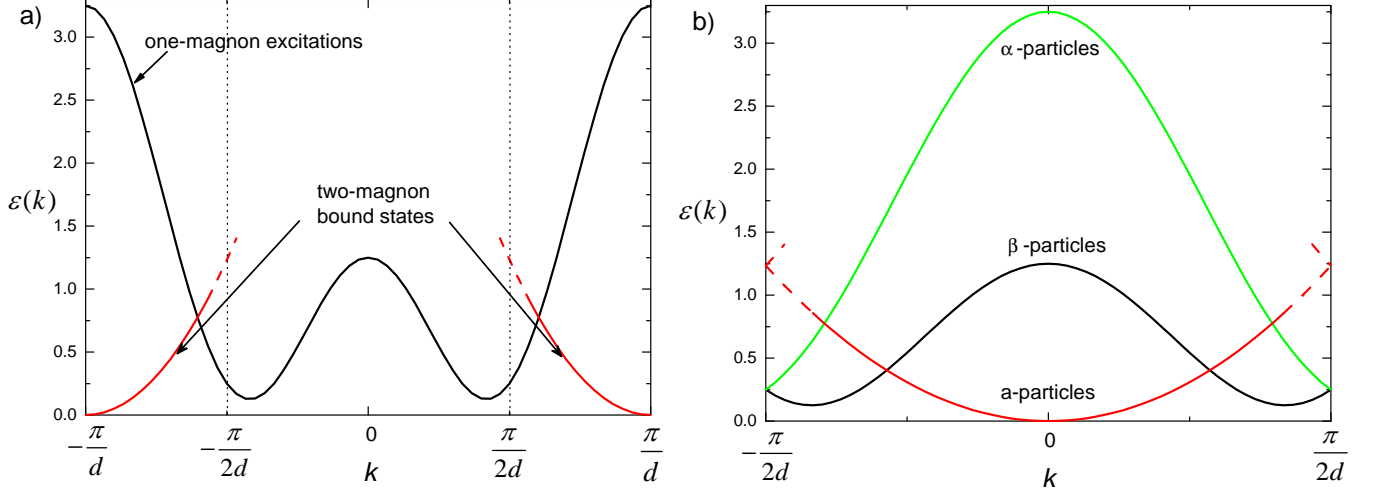 a)
one-magnon excitations
two-magnon
bound states
ε(k)
3.0
2.5
2.0
1.5
1.0
0.5
0.0
−π/d
−π/2d
0
π/2d
π/d
k
b)
α -particles
β -particles
a-particles
ε(k)
3.0
2.5
2.0
1.5
1.0
0.5
0.0
−π/2d
0
π/2d
k